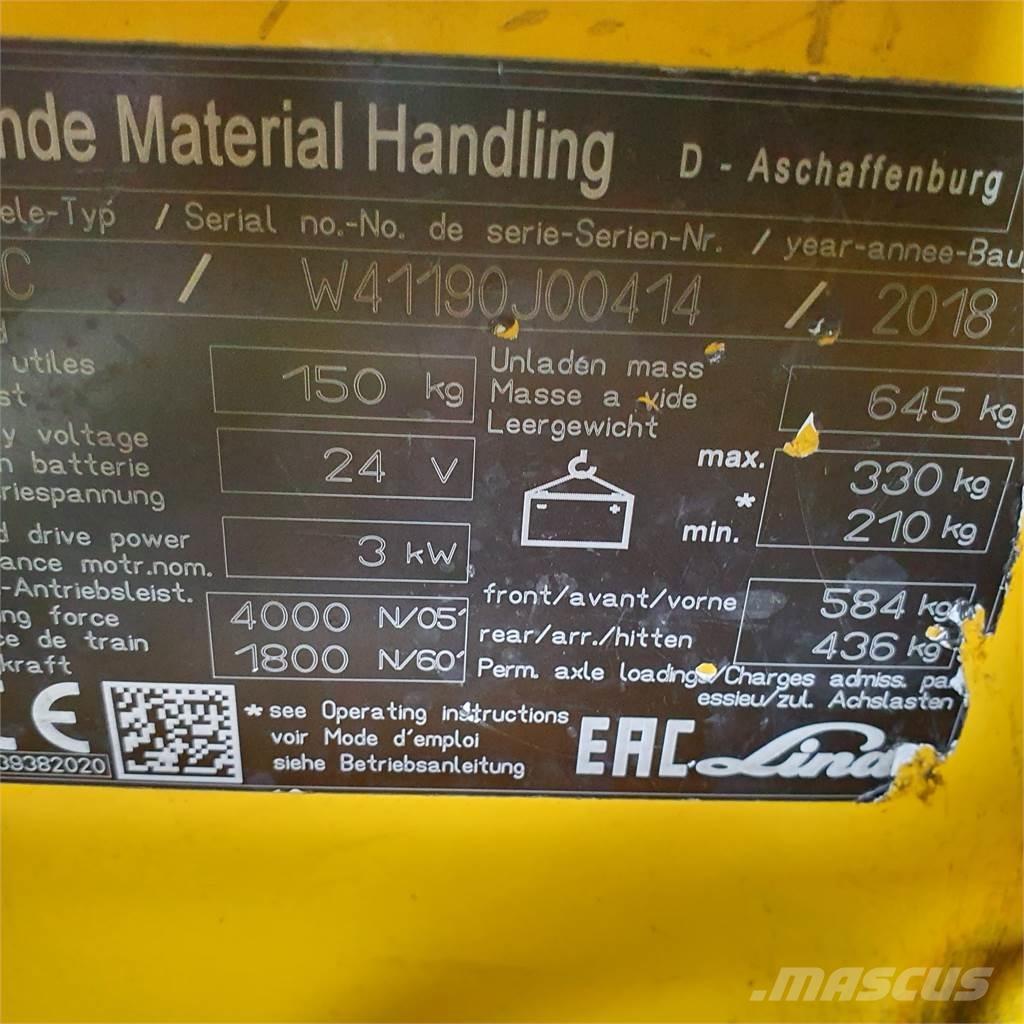 nde Material Handling D - Aschaffenburg
ele-Typ / Serial no.-No. de serie-Serien-Nr. / year-annee-Bau
C / W41190J00414 / 2018
utiles 150 kg
st
Unladen mass
Masse a vide
Leergewicht
645 kg
y voltage
n batterie
riespannung
24 V
max. 330 kg
*
min. 210 kg
d drive power
ance motr.nom.
-Antriebsleist.
3 kW
ng force
ce de train
kraft
4000 N/05'
1800 N/60'
front/avant/vorne 584 kg
rear/arr./hitten 436 kg
Perm. axle loading/Charges admiss. pa
essieu/zul. Achslasten
CE
39382020
* see Operating instructions
voir Mode d'emploi
siehe Betriebsanleitung
EAC Lind
.MASCUS